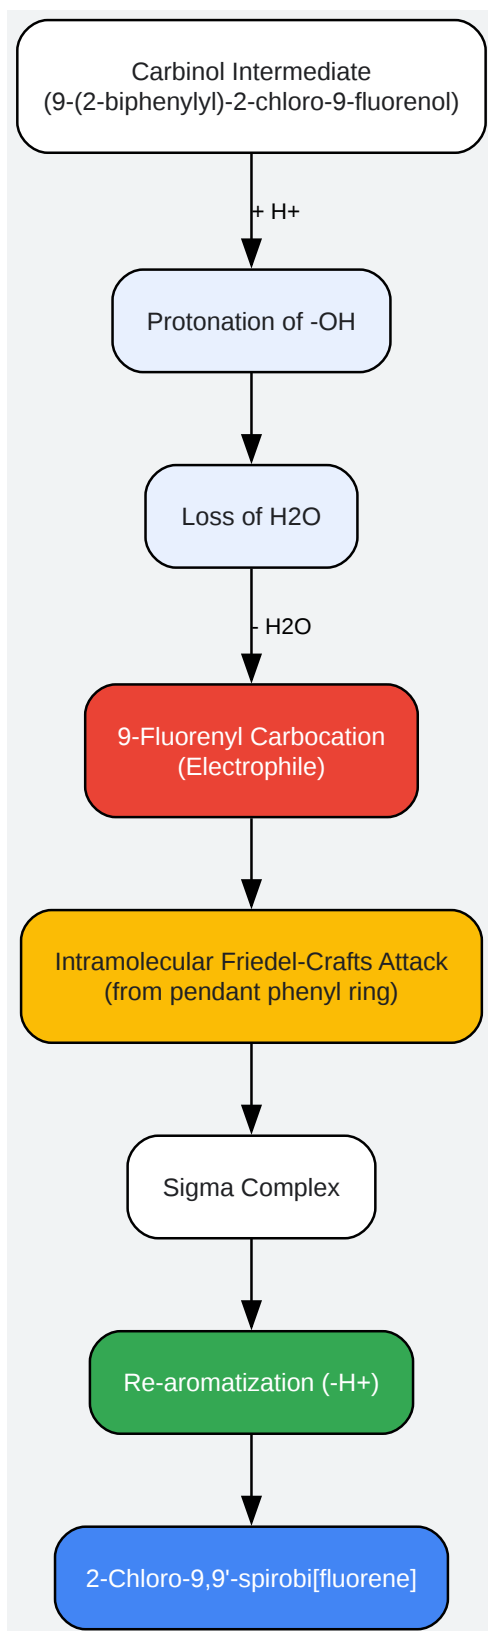 Carbinol Intermediate
(9-(2-biphenylyl)-2-chloro-9-fluorenol)
+ H+
Protonation of -OH
Loss of H2O
- H2O
9-Fluorenyl Carbocation
(Electrophile)
Intramolecular Friedel-Crafts Attack
(from pendant phenyl ring)
Sigma Complex
Re-aromatization (-H+)
2-Chloro-9,9'-spirobi[fluorene]